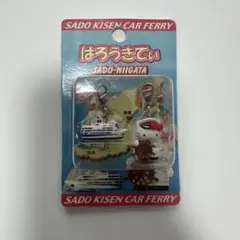 SADO KISEN CAR FERRY
はろうきてぃ
SADO-NIIGATA
SADO KISEN CAR FERRY